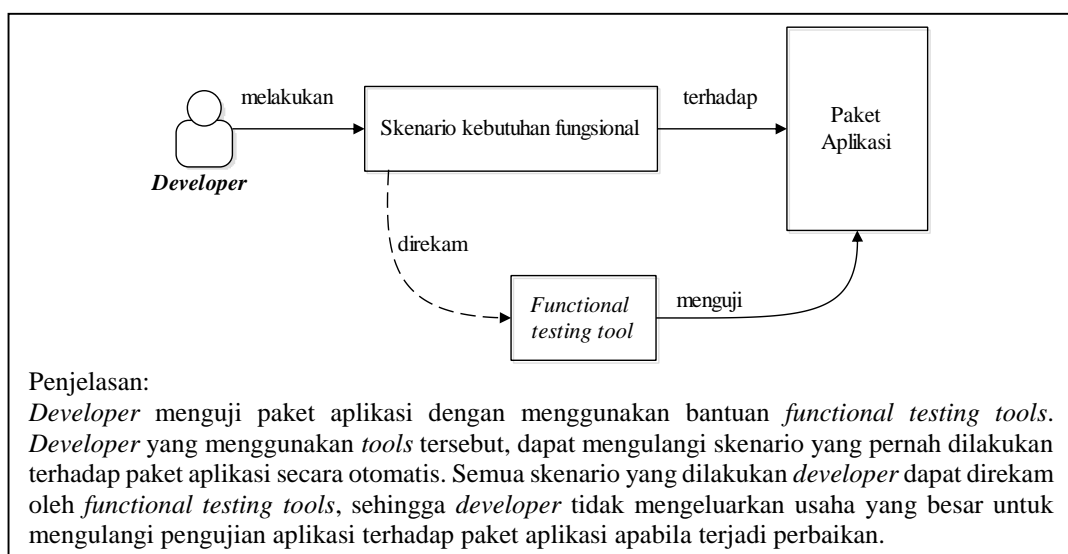 melakukan
terhadap
Skenario kebutuhan fungsional
Paket
Aplikasi
Developer
direkam
Functional
testing tool
menguji
Penjelasan:
Developer menguji paket aplikasi dengan menggunakan bantuan functional testing tools.
Developer yang menggunakan tools tersebut, dapat mengulangi skenario yang pernah dilakukan
terhadap paket aplikasi secara otomatis. Semua skenario yang dilakukan developer dapat direkam
oleh functional testing tools, sehingga developer tidak mengeluarkan usaha yang besar untuk
mengulangi pengujian aplikasi terhadap paket aplikasi apabila terjadi perbaikan.